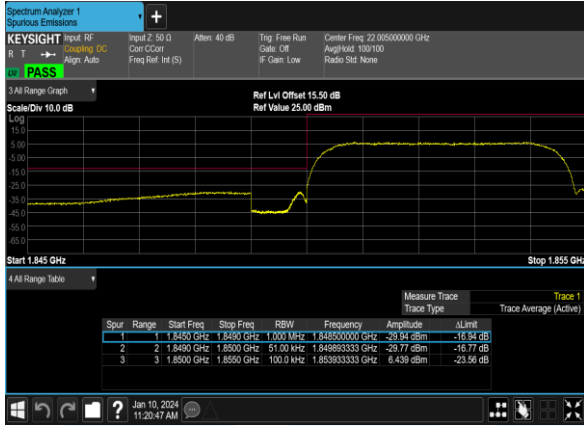 Spectrum Analyzer 1
Spurious Emissions
KEYSIGHT Input: RF Input Z: 50 Ω Atten: 40 dB Trig: Free Run Center Freq: 22.005000000 GHz
R T Coupling: DC Corr CCorr Gate: Off Avg|Hold: 100/100
Align: Auto Freq Ref: Int (S) IF Gain: Low Radio Std: None
PASS
3 All Range Graph
Ref Lvl Offset 15.50 dB
Scale/Div 10.0 dB Ref Value 25.00 dBm
Log
15.0
5.00
-5.00
-15.0
-25.0
-35.0
-45.0
-55.0
-65.0
Start 1.845 GHz Stop 1.855 GHz
4 All Range Table
Measure Trace Trace 1
Trace Type Trace Average (Active)
Spur Range Start Freq Stop Freq RBW Frequency Amplitude ΔLimit
1 1 1.8450 GHz 1.8490 GHz 1.000 MHz 1.848500000 GHz -29.94 dBm -16.94 dB
2 2 1.8490 GHz 1.8500 GHz 51.00 kHz 1.849893333 GHz -29.77 dBm -16.77 dB
3 3 1.8500 GHz 1.8550 GHz 100.0 kHz 1.853933333 GHz 6.439 dBm -23.56 dB
? Jan 10, 2024
11:20:47 AM